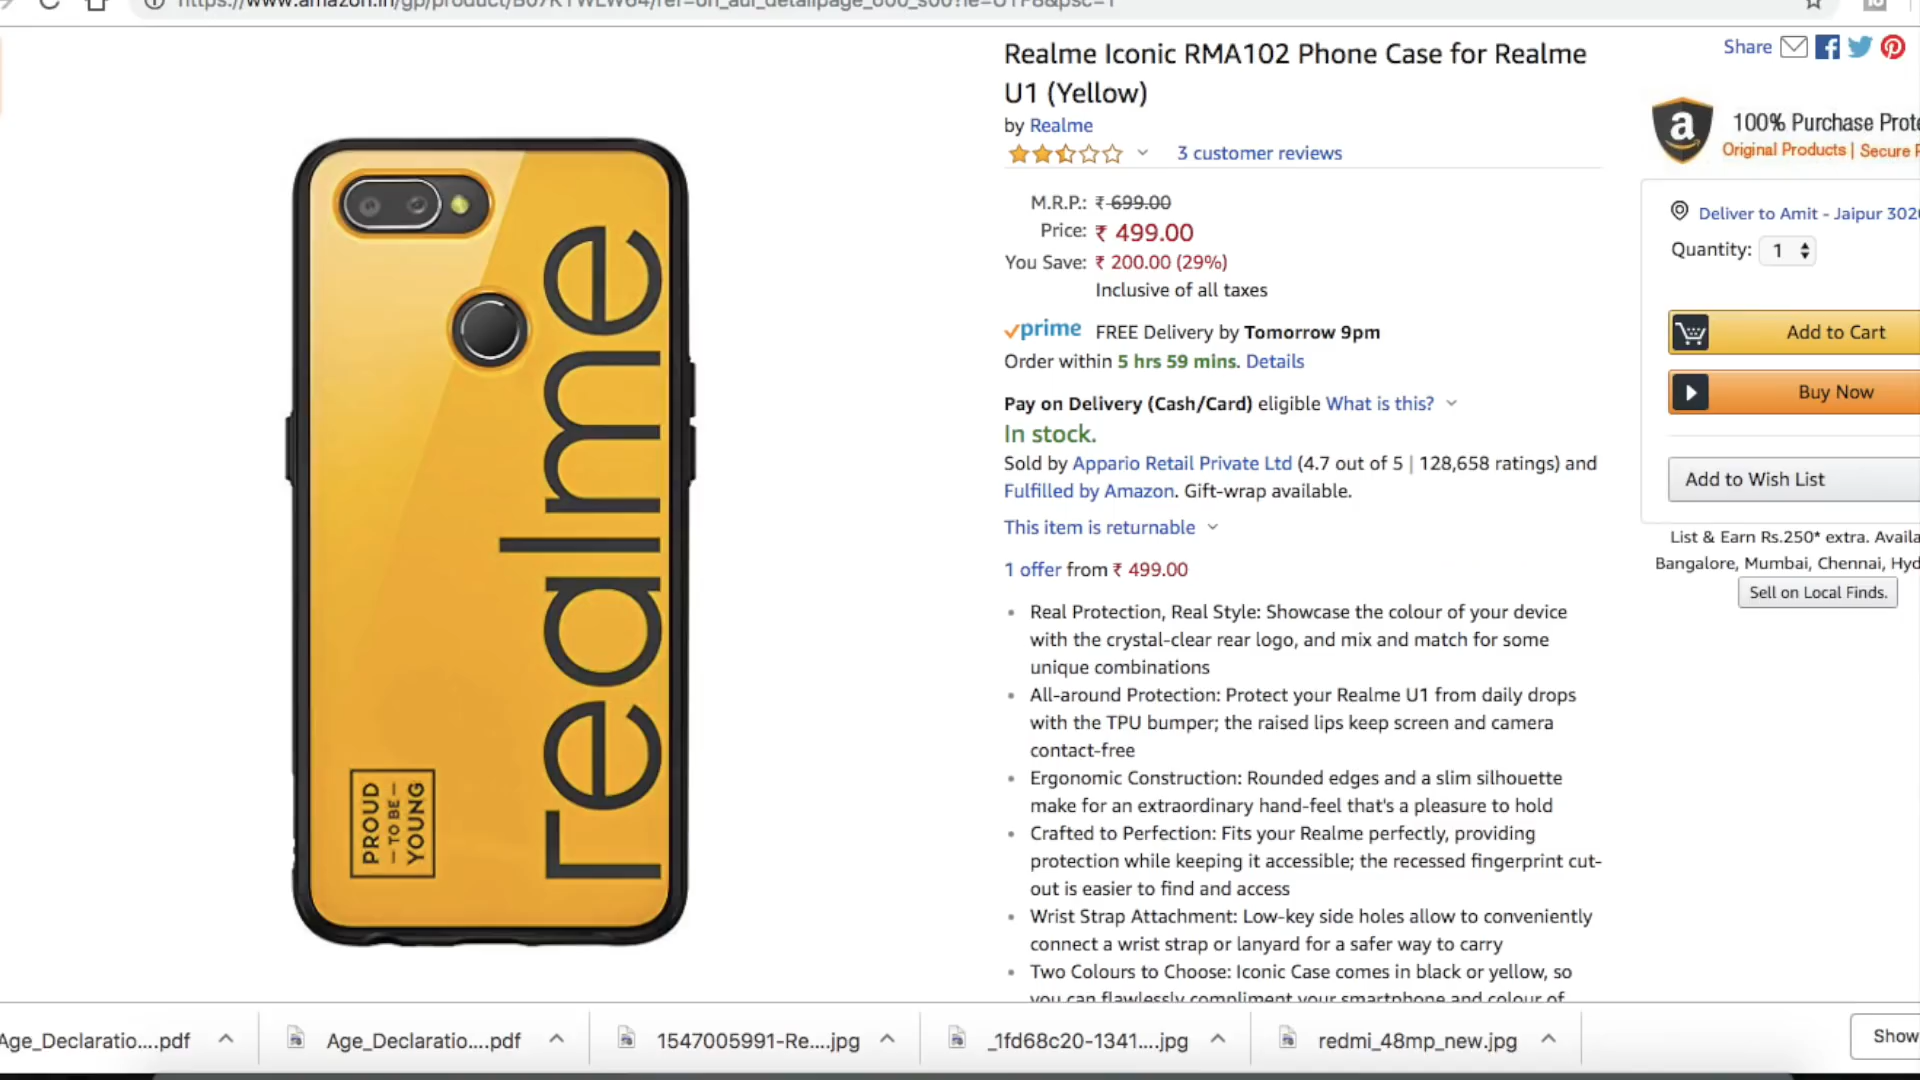 Realme Iconic RMA102 Phone Case for Realme
U1 (Yellow)
by Realme
3 customer reviews
M.R.P.: ₹ 699.00
Price: ₹ 499.00
You Save: ₹ 200.00 (29%)
Inclusive of all taxes
prime FREE Delivery by Tomorrow 9pm
Order within 5 hrs 59 mins. Details
Pay on Delivery (Cash/Card) eligible What is this?
In stock.
Sold by Appario Retail Private Ltd (4.7 out of 5 | 128,658 ratings) and
Fulfilled by Amazon. Gift-wrap available.
This item is returnable
1 offer from ₹ 499.00
• Real Protection, Real Style: Showcase the colour of your device
with the crystal-clear rear logo, and mix and match for some
unique combinations
• All-around Protection: Protect your Realme U1 from daily drops
with the TPU bumper; the raised lips keep screen and camera
contact-free
• Ergonomic Construction: Rounded edges and a slim silhouette
make for an extraordinary hand-feel that's a pleasure to hold
• Crafted to Perfection: Fits your Realme perfectly, providing
protection while keeping it accessible; the recessed fingerprint cut-
out is easier to find and access
• Wrist Strap Attachment: Low-key side holes allow to conveniently
connect a wrist strap or lanyard for a safer way to carry
• Two Colours to Choose: Iconic Case comes in black or yellow, so
you can flawlessly compliment your smartphone and colour of
realme
PROUD
— TO BE —
YOUNG
Share
a
100% Purchase Prote
Original Products | Secure P
Deliver to Amit - Jaipur 302
Quantity: 1
Add to Cart
Buy Now
Add to Wish List
List & Earn Rs.250* extra. Availa
Bangalore, Mumbai, Chennai, Hyd
Sell on Local Finds.
Age_Declaratio....pdf
Age_Declaratio....pdf
1547005991-Re....jpg
_1fd68c20-1341....jpg
redmi_48mp_new.jpg
Show